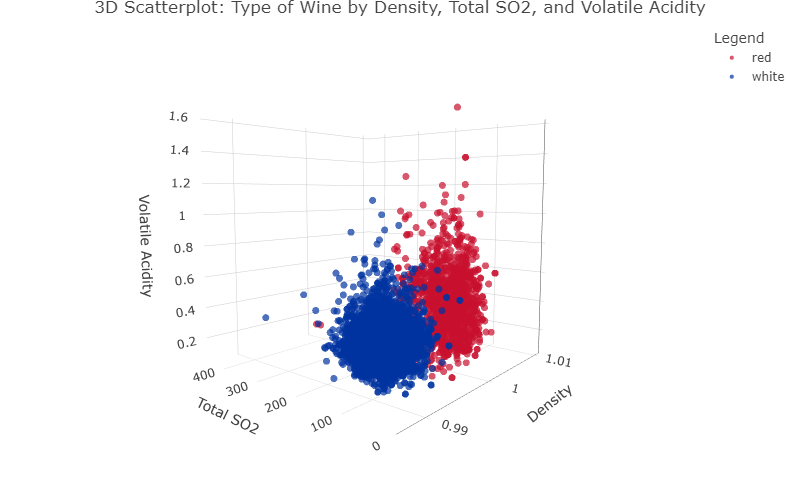 3D Scatterplot: Type of Wine by Density, Total SO2, and Volatile Acidity
Legend
red
white
1.6
1.4
1.2
1
0.8
0.6
0.4
0.2
Volatile Acidity
400
300
200
100
0
Total SO2
0.99
1
1.01
Density